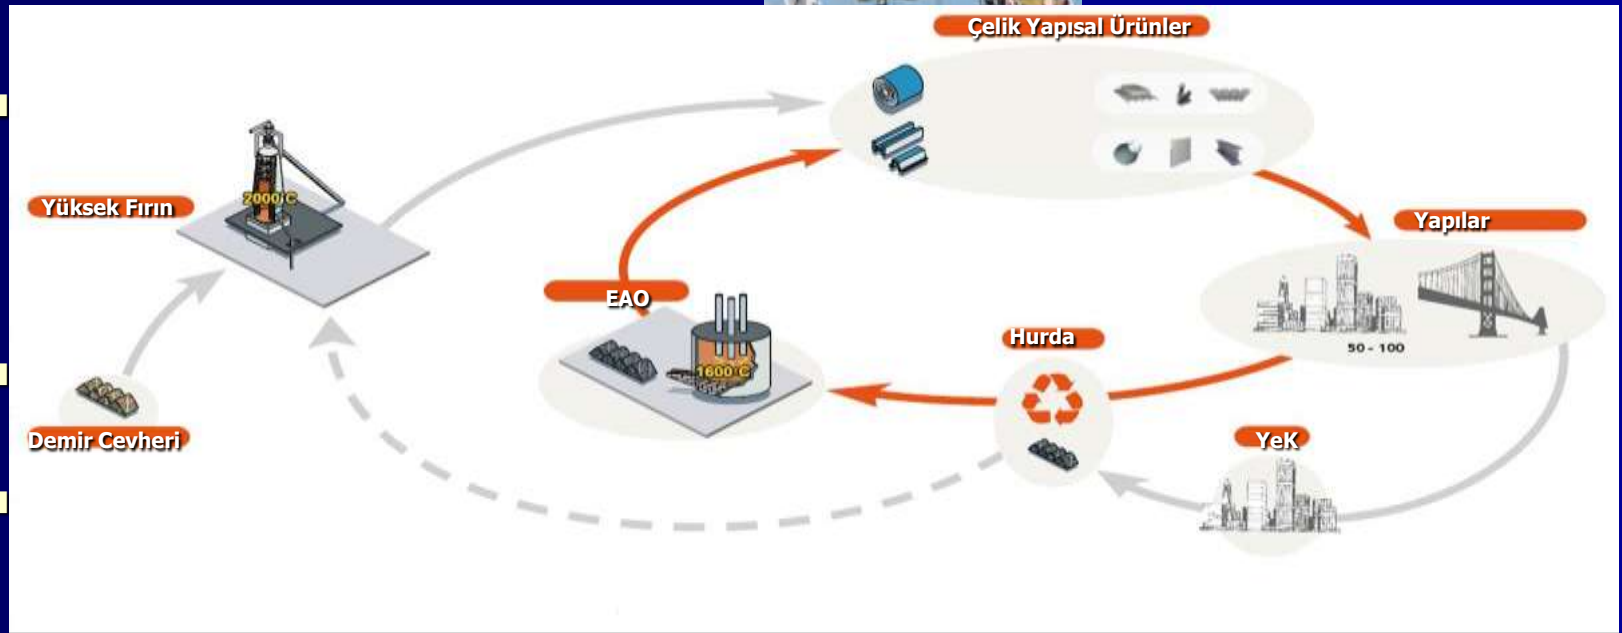 Çelik Yapısal Ürünler
2000°C
Yüksek Fırın
Yapılar
EAO
Hurda
50 - 100
1600°C
Demir Cevheri
YeK